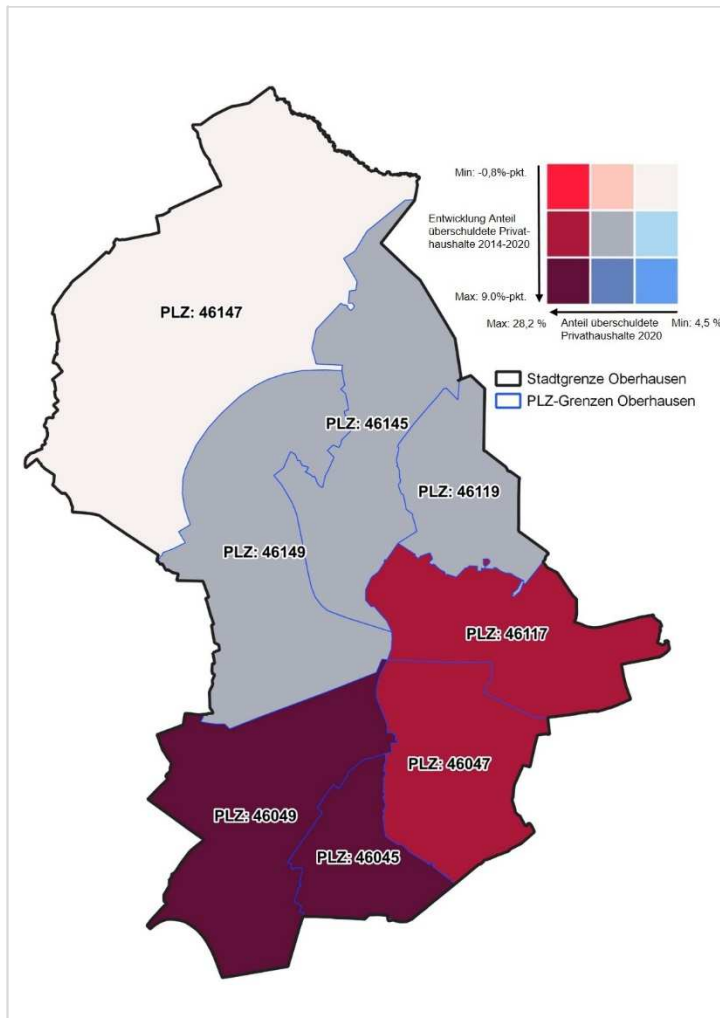 Min: -0,8%-pkt.
Entwicklung Anteil
überschuldete Privat-
haushalte 2014-2020
Max: 9.0%-pkt.
Max: 28,2 %
Anteil überschuldete
Privathaushalte 2020
Min: 4,5 %
Stadtgrenze Oberhausen
PLZ-Grenzen Oberhausen
PLZ: 46147
PLZ: 46145
PLZ: 46119
PLZ: 46149
PLZ: 46117
PLZ: 46047
PLZ: 46049
PLZ: 46045